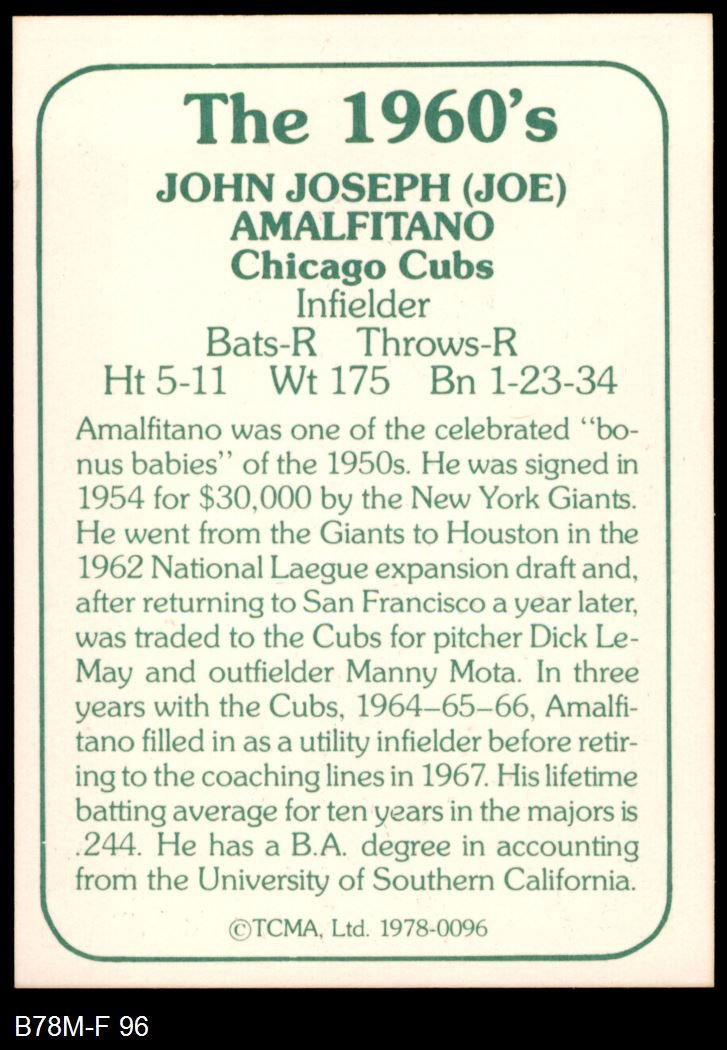 The 1960's
JOHN JOSEPH (JOE)
AMALFITANO
Chicago Cubs
Infielder
Bats-R Throws-R
Ht 5-11 Wt 175 Bn 1-23-34
Amalfitano was one of the celebrated "bo-
nus babies" of the 1950s. He was signed in
1954 for $30,000 by the New York Giants.
He went from the Giants to Houston in the
1962 National Laegue expansion draft and,
after returning to San Francisco a year later,
was traded to the Cubs for pitcher Dick Le-
May and outfielder Manny Mota. In three
years with the Cubs, 1964–65–66, Amalfi-
tano filled in as a utility infielder before retir-
ing to the coaching lines in 1967. His lifetime
batting average for ten years in the majors is
.244. He has a B.A. degree in accounting
from the University of Southern California.
©TCMA, Ltd. 1978-0096
B78M-F 96